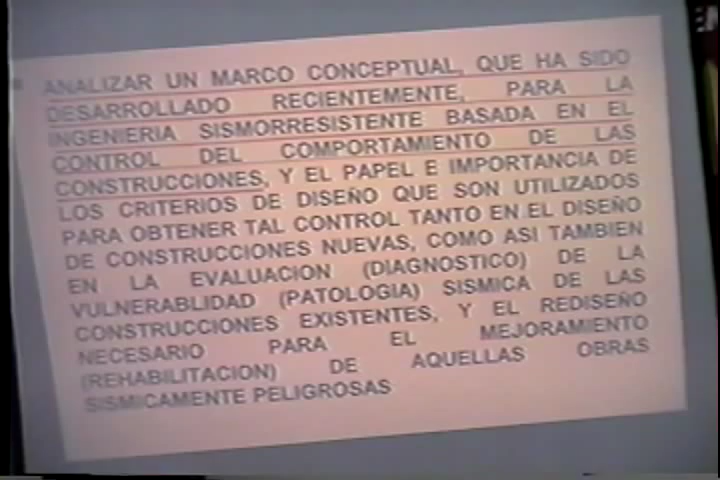 ANALIZAR UN MARCO CONCEPTUAL, QUE HA SIDO
DESARROLLADO RECIENTEMENTE, PARA LA
INGENIERIA SISMORRESISTENTE BASADA EN EL
CONTROL DEL COMPORTAMIENTO DE LAS
CONSTRUCCIONES, Y EL PAPEL E IMPORTANCIA DE
LOS CRITERIOS DE DISEÑO QUE SON UTILIZADOS
PARA OBTENER TAL CONTROL TANTO EN EL DISEÑO
DE CONSTRUCCIONES NUEVAS, COMO ASI TAMBIEN
EN LA EVALUACION (DIAGNOSTICO) DE LA
VULNERABLIDAD (PATOLOGIA) SISMICA DE LAS
CONSTRUCCIONES EXISTENTES, Y EL REDISEÑO
NECESARIO PARA EL MEJORAMIENTO
(REHABILITACION) DE AQUELLAS OBRAS
SISMICAMENTE PELIGROSAS